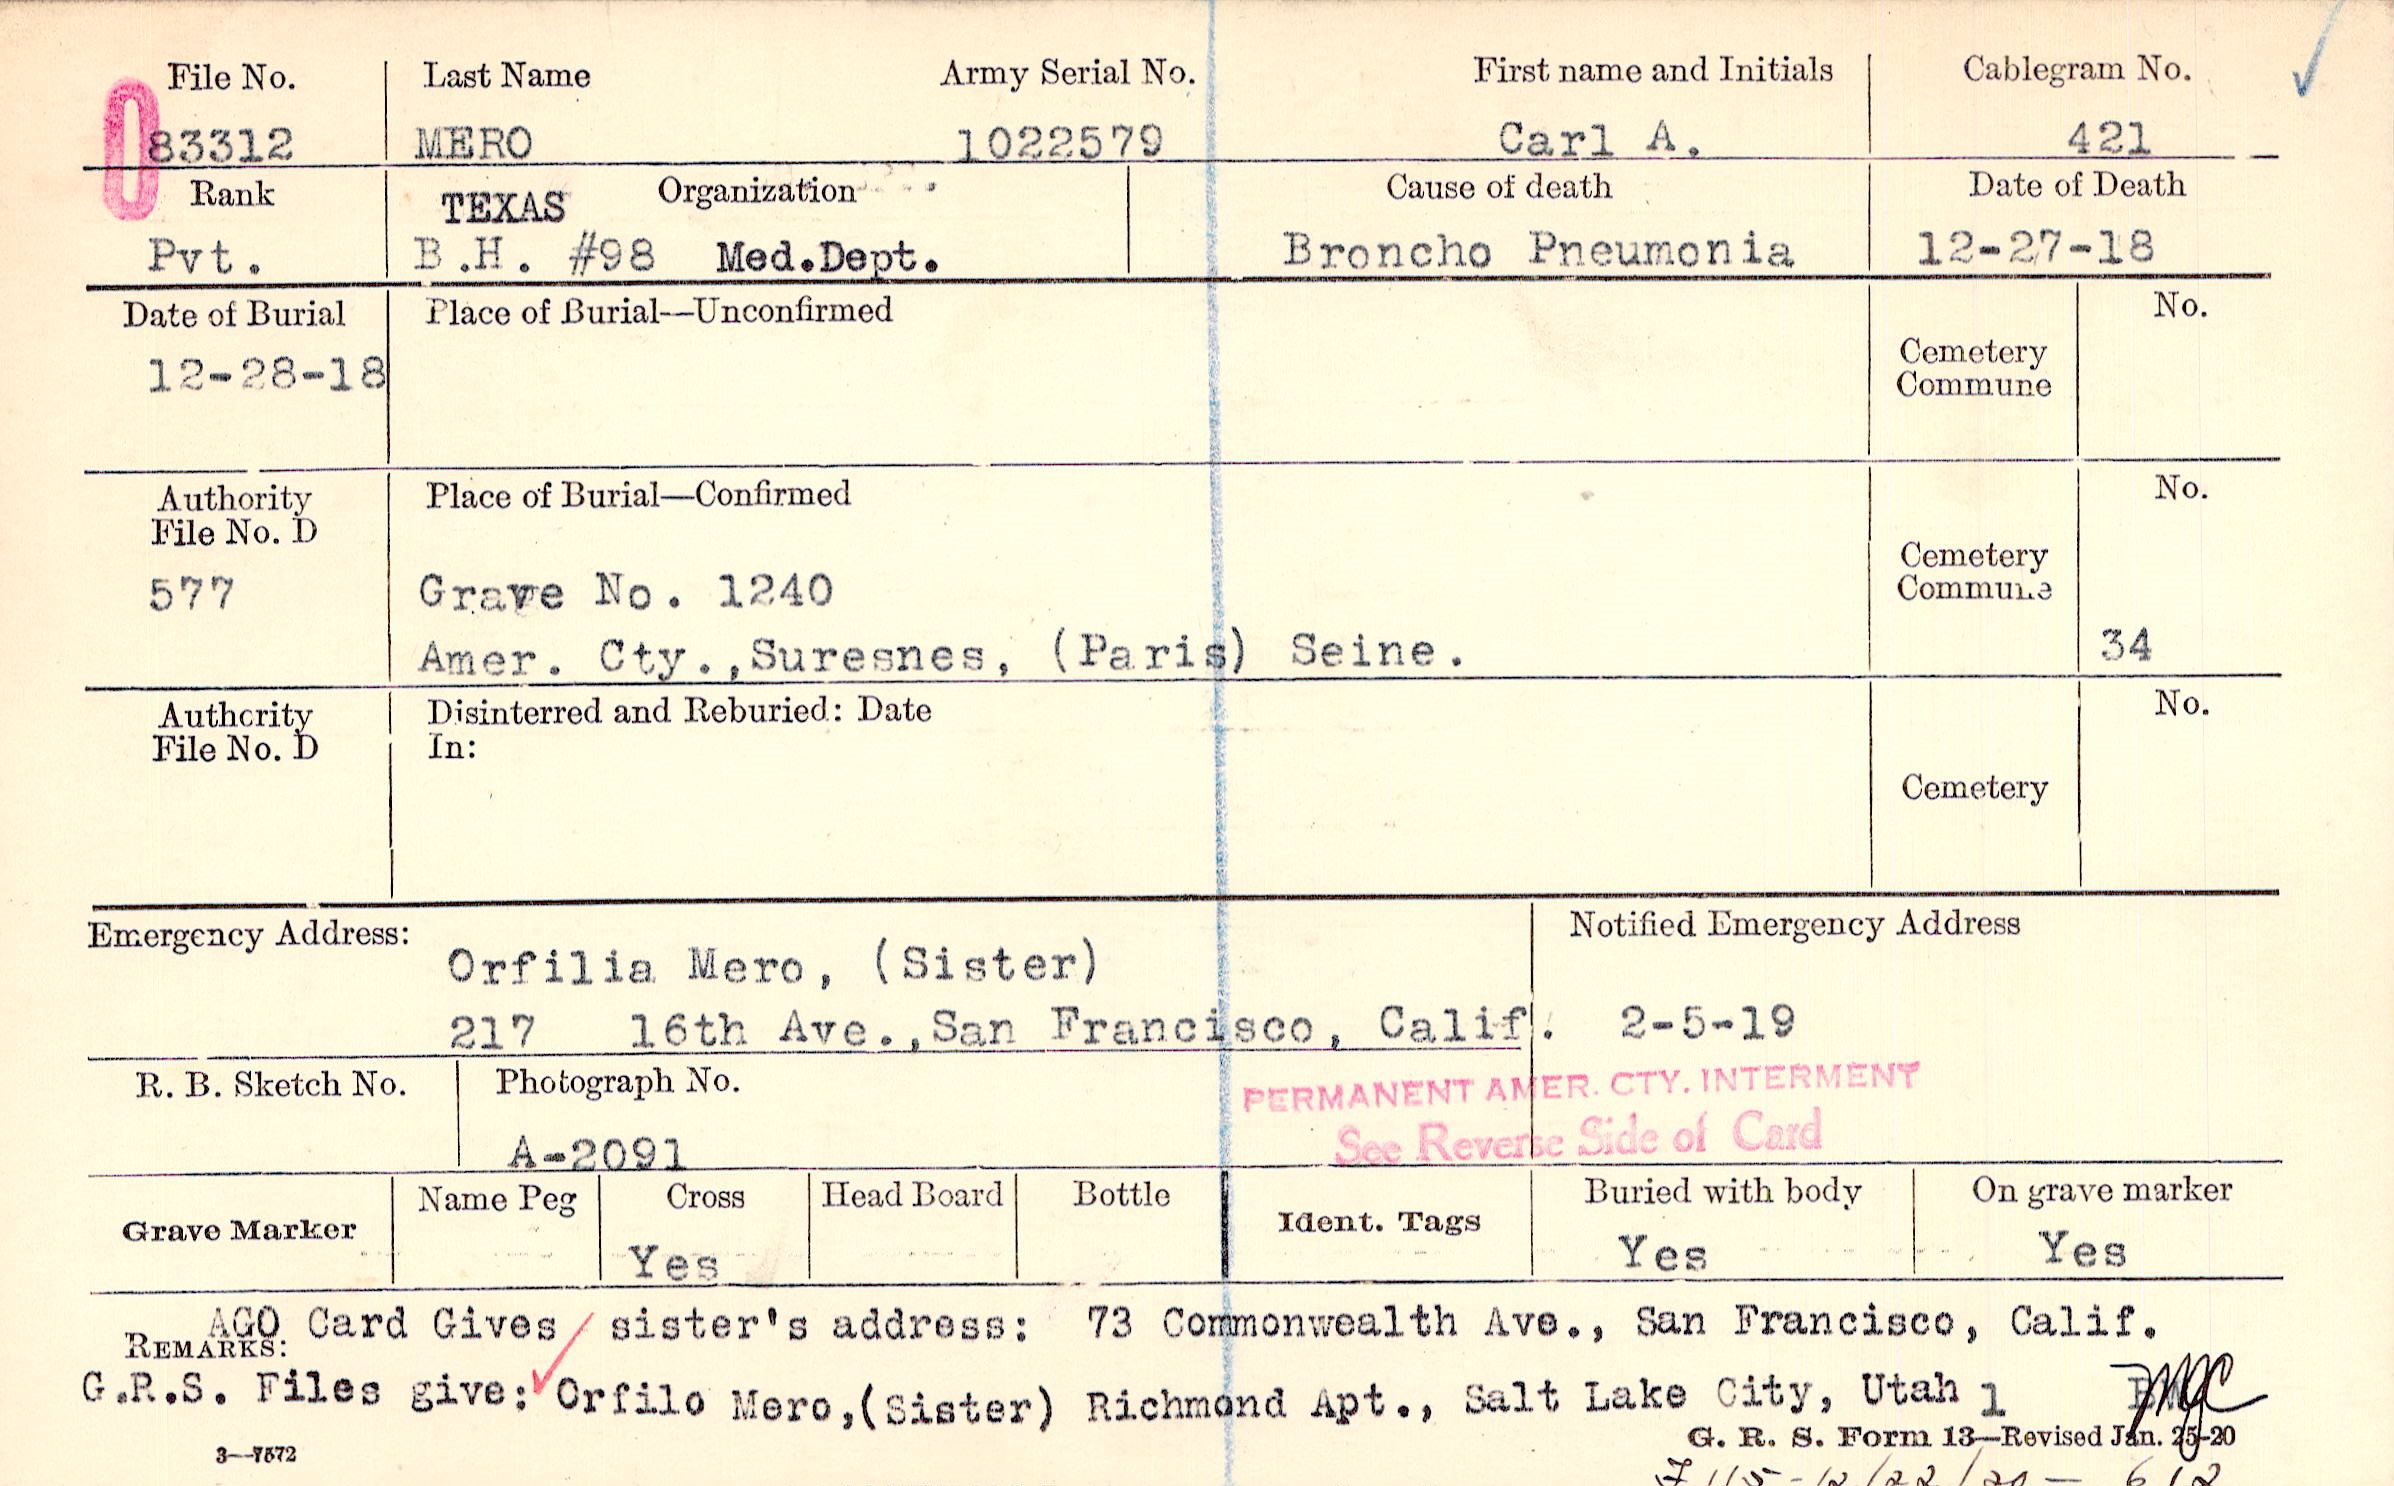 File No. Last Name Army Serial No. First name and Initials Cablegram No.
0
83312 MERO 1022579 Carl A. 421
Rank TEXAS Organization Cause of death Date of Death
Pvt. B.H. #98 Med.Dept. Broncho Pneumonia 12-27-18
Date of Burial Place of Burial—Unconfirmed No.
12-28-18
Cemetery
Commune
Authority Place of Burial—Confirmed No.
File No. D
Cemetery
577 Grave No. 1240 Commune
Amer. Cty.,Suresnes, (Paris) Seine. 34
Authority Disinterred and Reburied: Date No.
File No. D In:
Cemetery
Emergency Address: Notified Emergency Address
Orfilia Mero, (Sister)
217 16th Ave.,San Francisco, Calif. 2-5-19
R. B. Sketch No. Photograph No. PERMANENT AMER. CTY. INTERMENT
A-2091 See Reverse Side of Card
Name Peg Cross Head Board Bottle Buried with body On grave marker
Grave Marker Ident. Tags
Yes Yes Yes
AGO Card Gives sister's address: 73 Commonwealth Ave., San Francisco, Calif.
REMARKS:
G.R.S. Files give: Orfilo Mero,(Sister) Richmond Apt., Salt Lake City, Utah 1
G. R. S. Form 13—Revised Jan. 25-20
3—7572